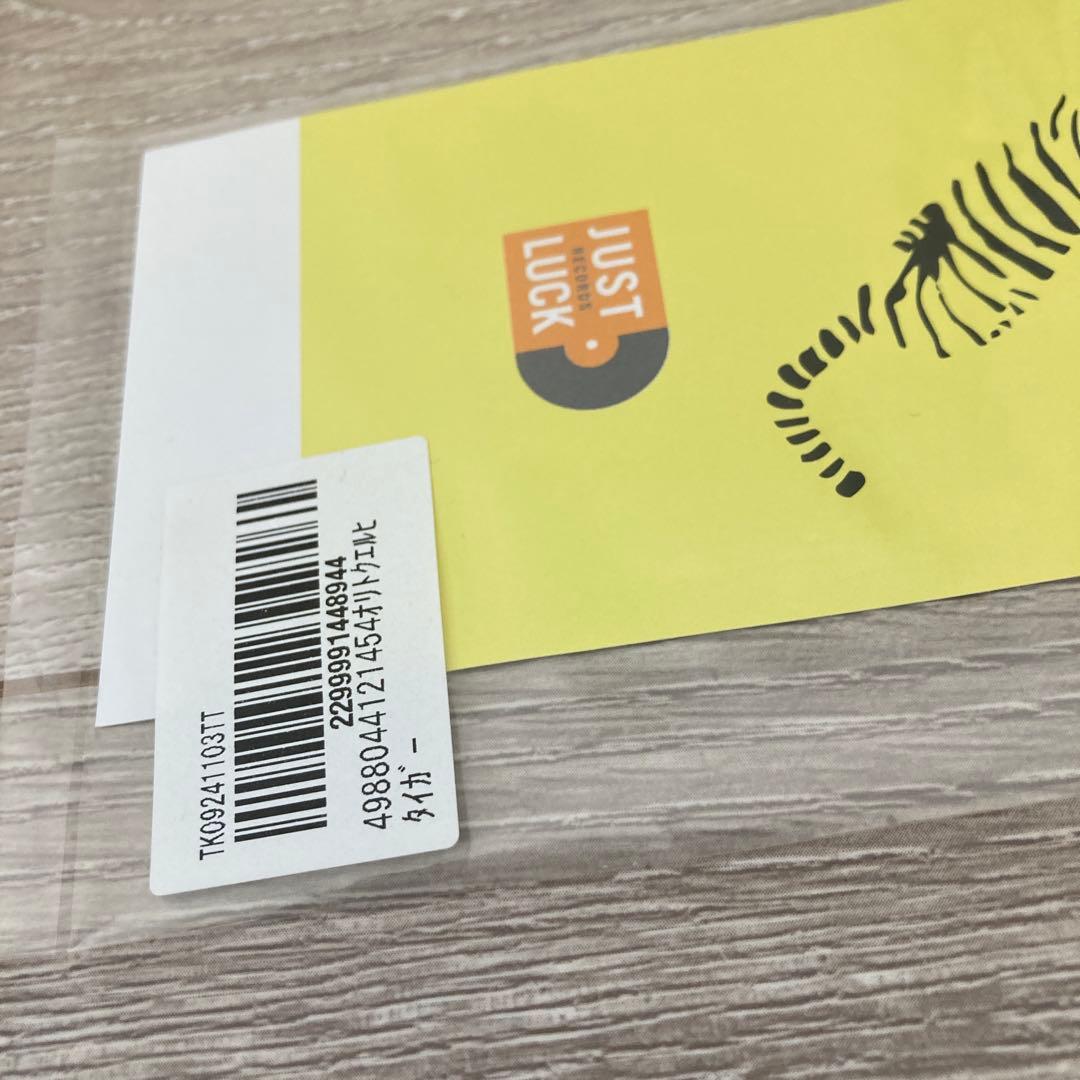 JUST
RECORDS
LUCK
TK09241103TT
2299991448944
4988044121454ｵﾘﾄｸｴﾙﾋ
ﾀｲｶﾞｰ